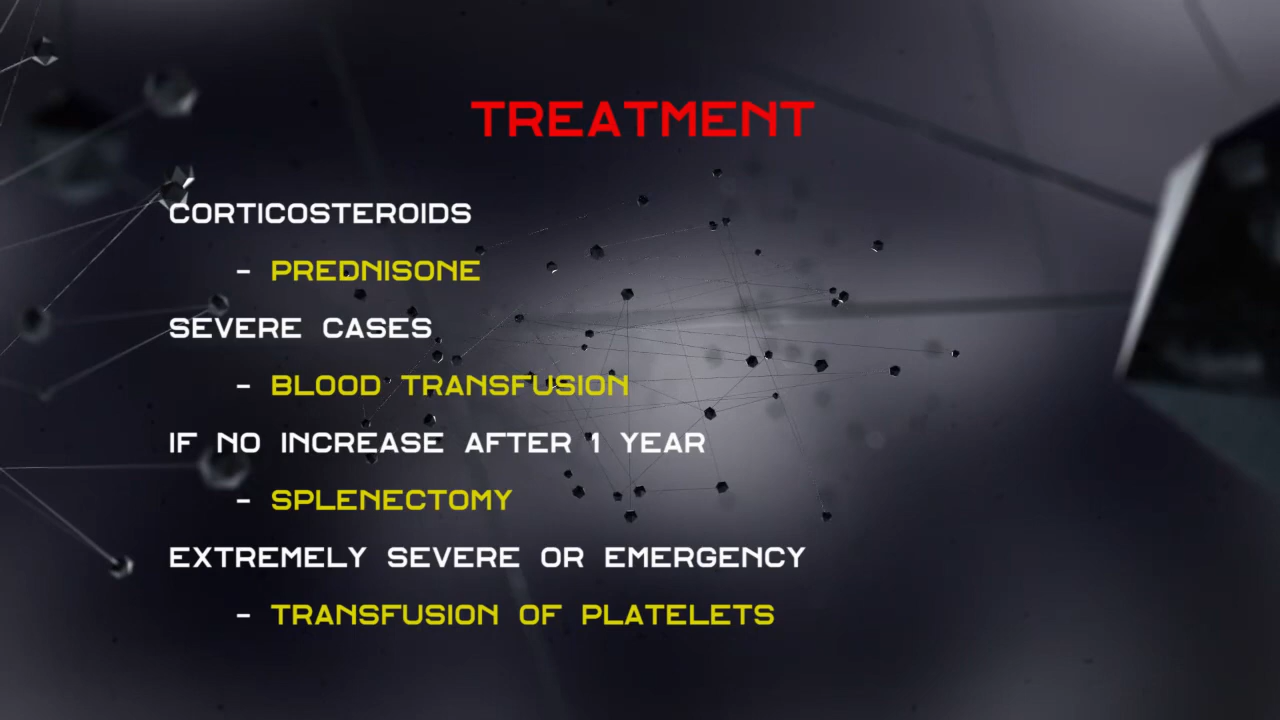 TREATMENT
CORTICOSTEROIDS
- PREDNISONE
SEVERE CASES
- BLOOD TRANSFUSION
IF NO INCREASE AFTER 1 YEAR
- SPLENECTOMY
EXTREMELY SEVERE OR EMERGENCY
- TRANSFUSION OF PLATELETS